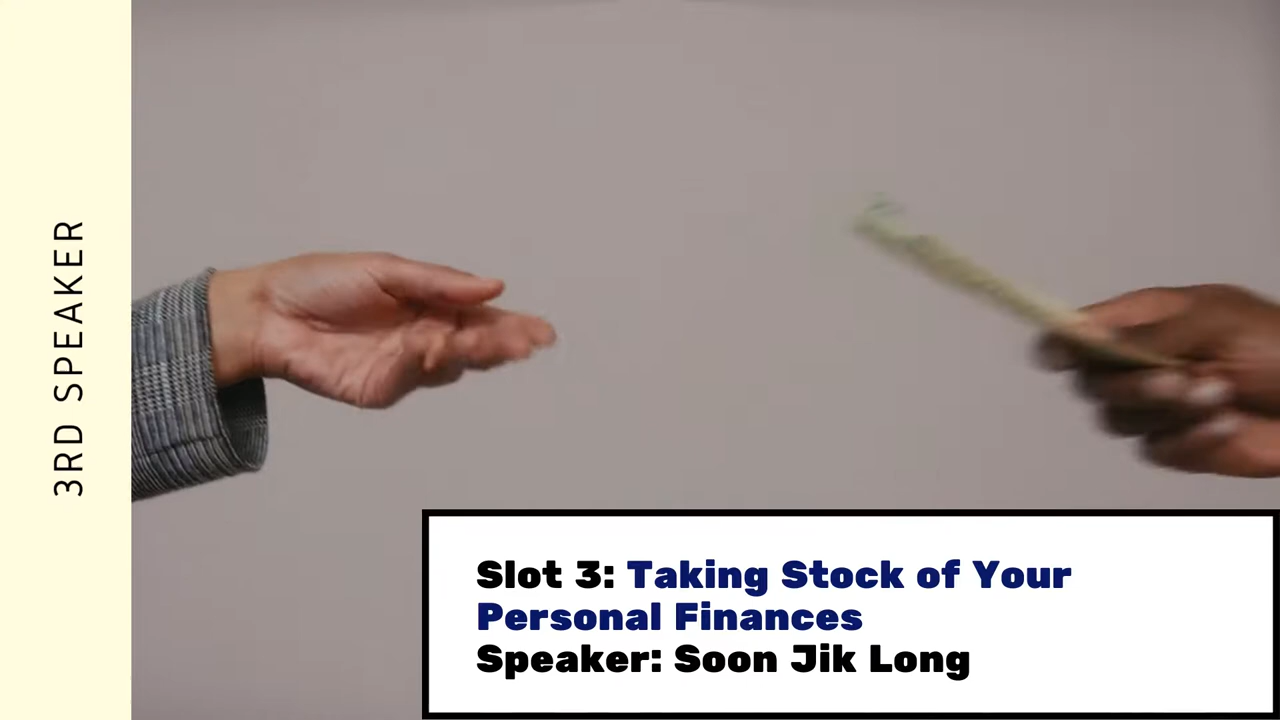 3RD SPEAKER
Slot 3: Taking Stock of Your
Personal Finances
Speaker: Soon Jik Long